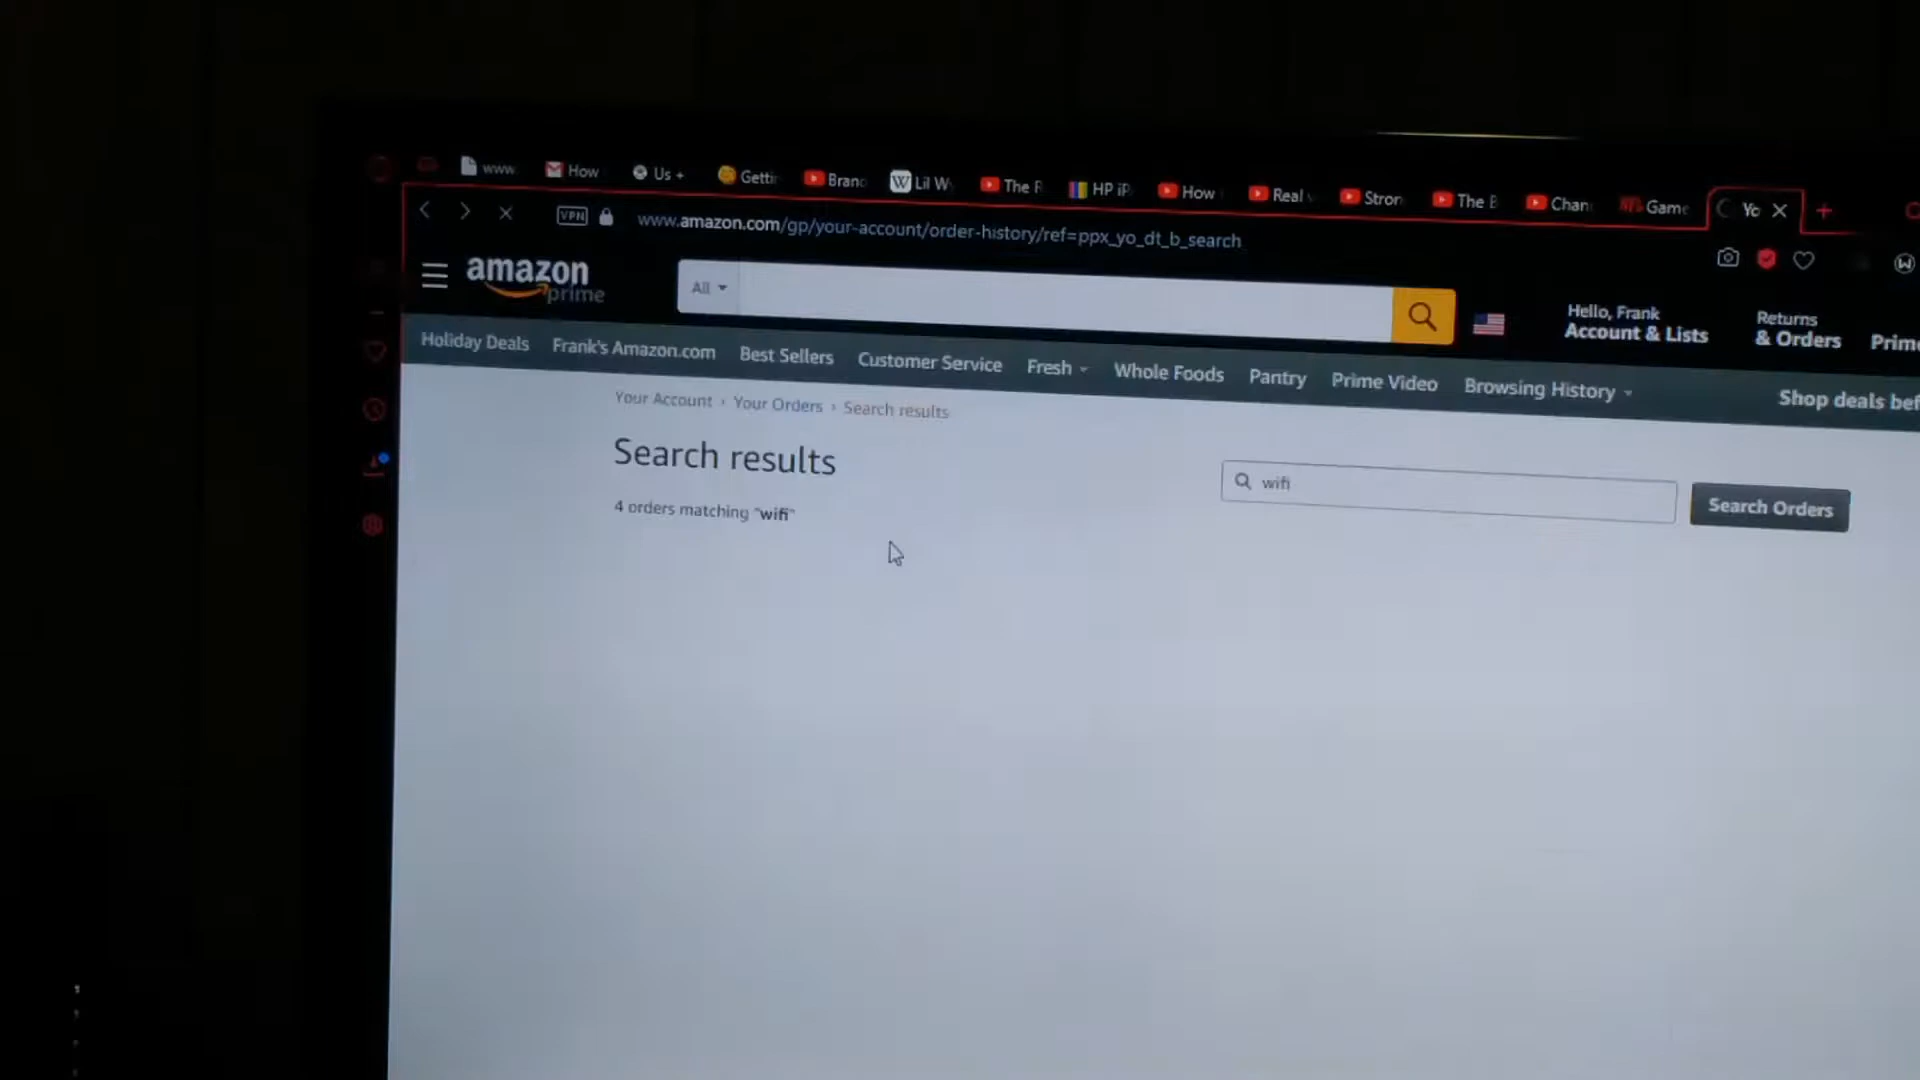 www
How
Us +
Getti
Branc
W Lil W
The F
HP iP
How
Real
Stron
The B
Chan
Game
Yo
VPN
www.amazon.com/gp/your-account/order-history/ref=ppx_yo_dt_b_search
amazon
prime
All
Hello, Frank
Account & Lists
Returns
& Orders
Prime
Holiday Deals
Frank's Amazon.com
Best Sellers
Customer Service
Fresh
Whole Foods
Pantry
Prime Video
Browsing History
Shop deals bef
Your Account › Your Orders › Search results
Search results
wifi
Search Orders
4 orders matching "wifi"